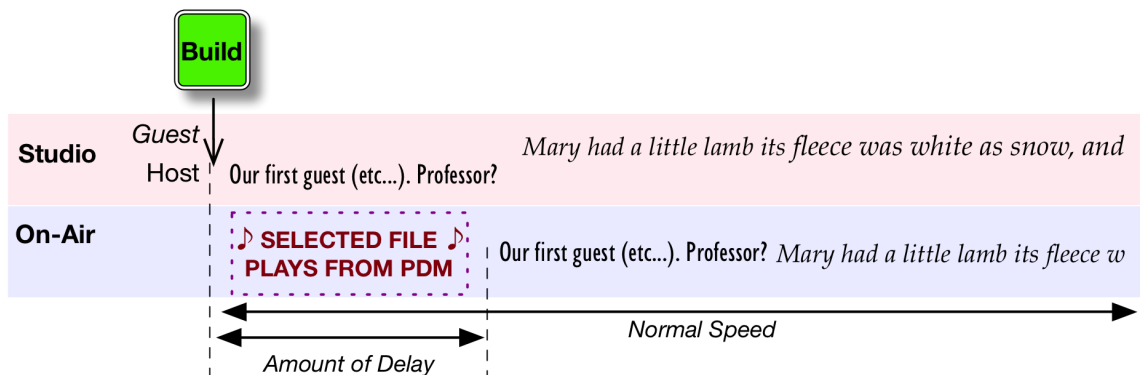 Build
Studio
Guest
Mary had a little lamb its fleece was white as snow, and
Host
Our first guest (etc...). Professor?
On-Air
♪ SELECTED FILE ♪
PLAYS FROM PDM
Our first guest (etc...). Professor? Mary had a little lamb its fleece w
Normal Speed
Amount of Delay